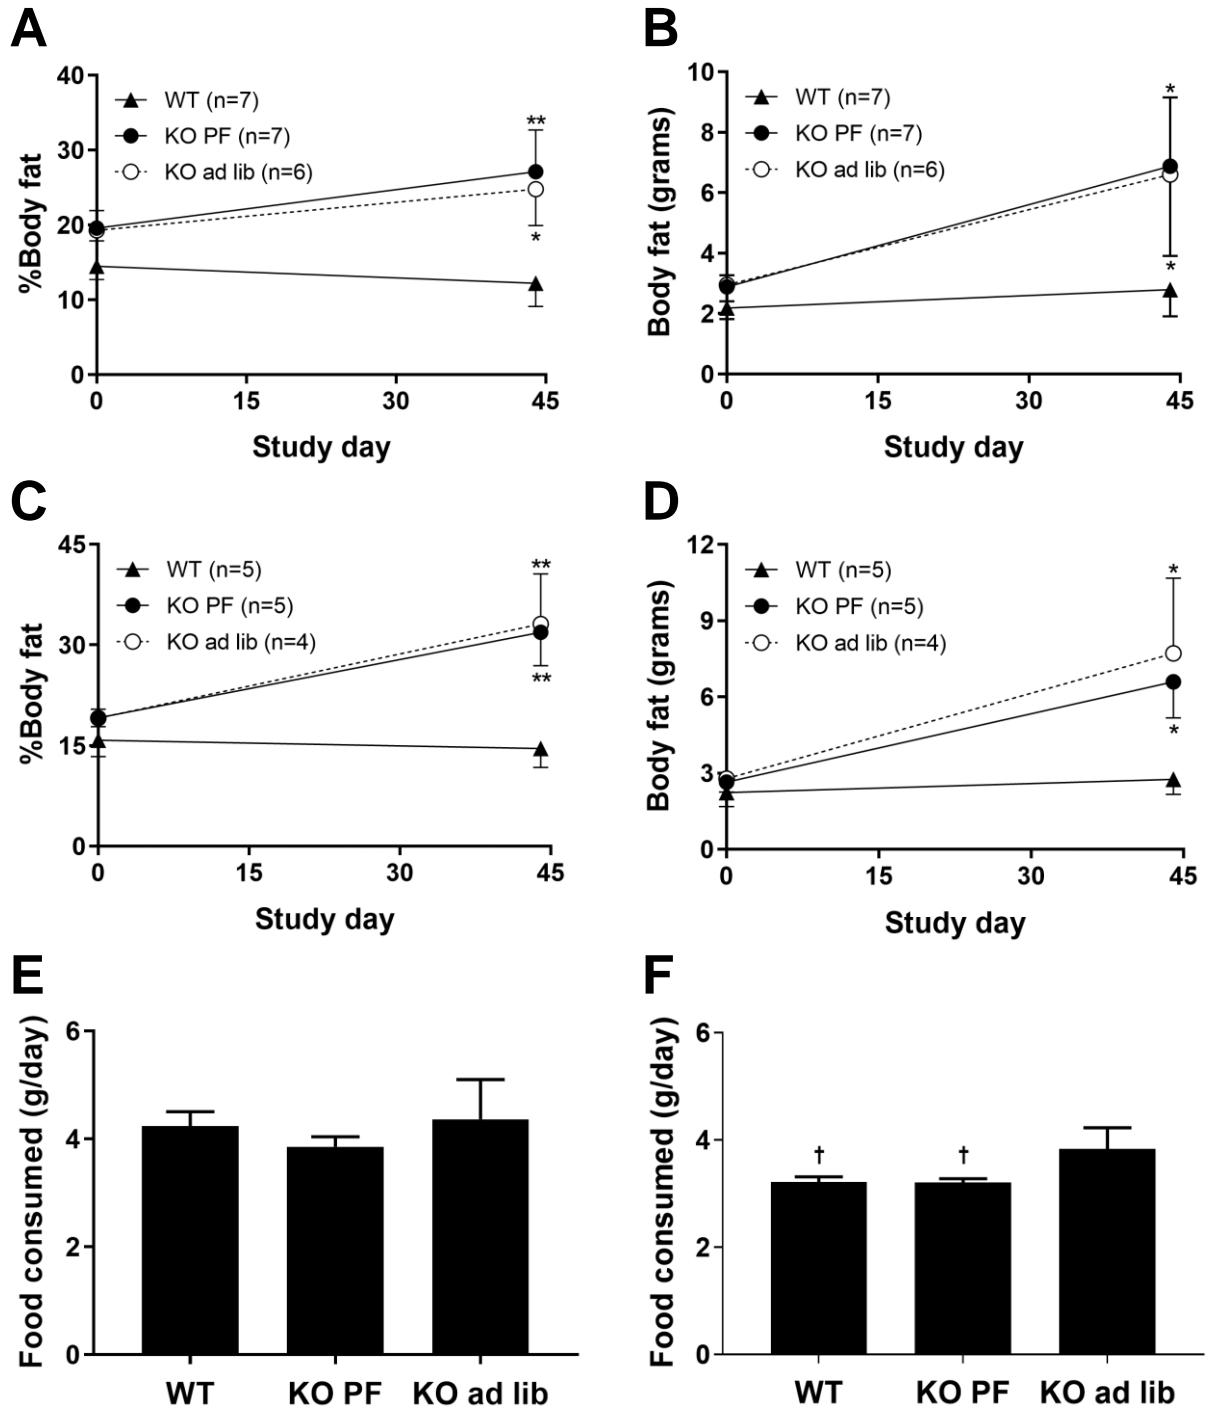 A
%Body fat
40
30
20
10
0
WT (n=7)
KO PF (n=7)
KO ad lib (n=6)
**
*
0 15 30 45
Study day
B
Body fat (grams)
10
8
6
4
2
0
WT (n=7)
KO PF (n=7)
KO ad lib (n=6)
*
*
0 15 30 45
Study day
C
%Body fat
45
30
15
0
WT (n=5)
KO PF (n=5)
KO ad lib (n=4)
**
**
0 15 30 45
Study day
D
Body fat (grams)
12
9
6
3
0
WT (n=5)
KO PF (n=5)
KO ad lib (n=4)
*
*
0 15 30 45
Study day
E
Food consumed (g/day)
6
4
2
0
WT KO PF KO ad lib
F
Food consumed (g/day)
6
4
2
0
† †
WT KO PF KO ad lib